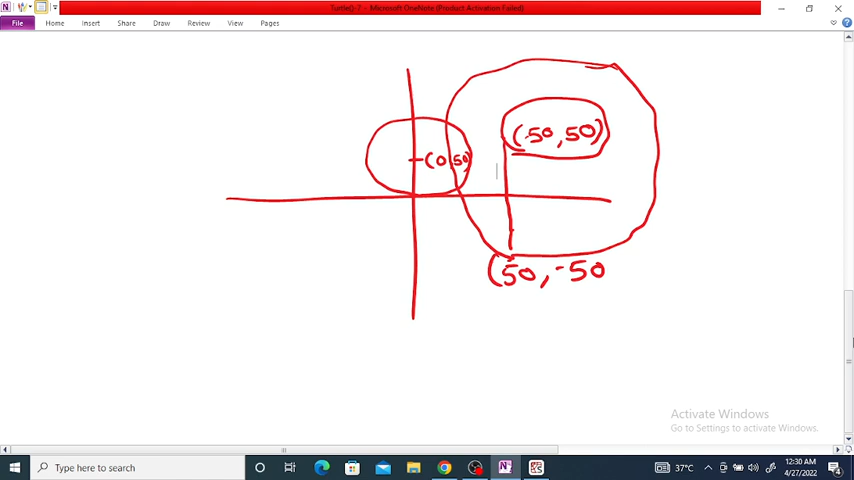 Turtle()-7 - Microsoft OneNote (Product Activation Failed)
File Home Insert Share Draw Review View Pages
(50,50)
(0,50)
(50,-50
Activate Windows
Go to Settings to activate Windows.
Type here to search
37°C
12:30 AM
4/27/2022
4